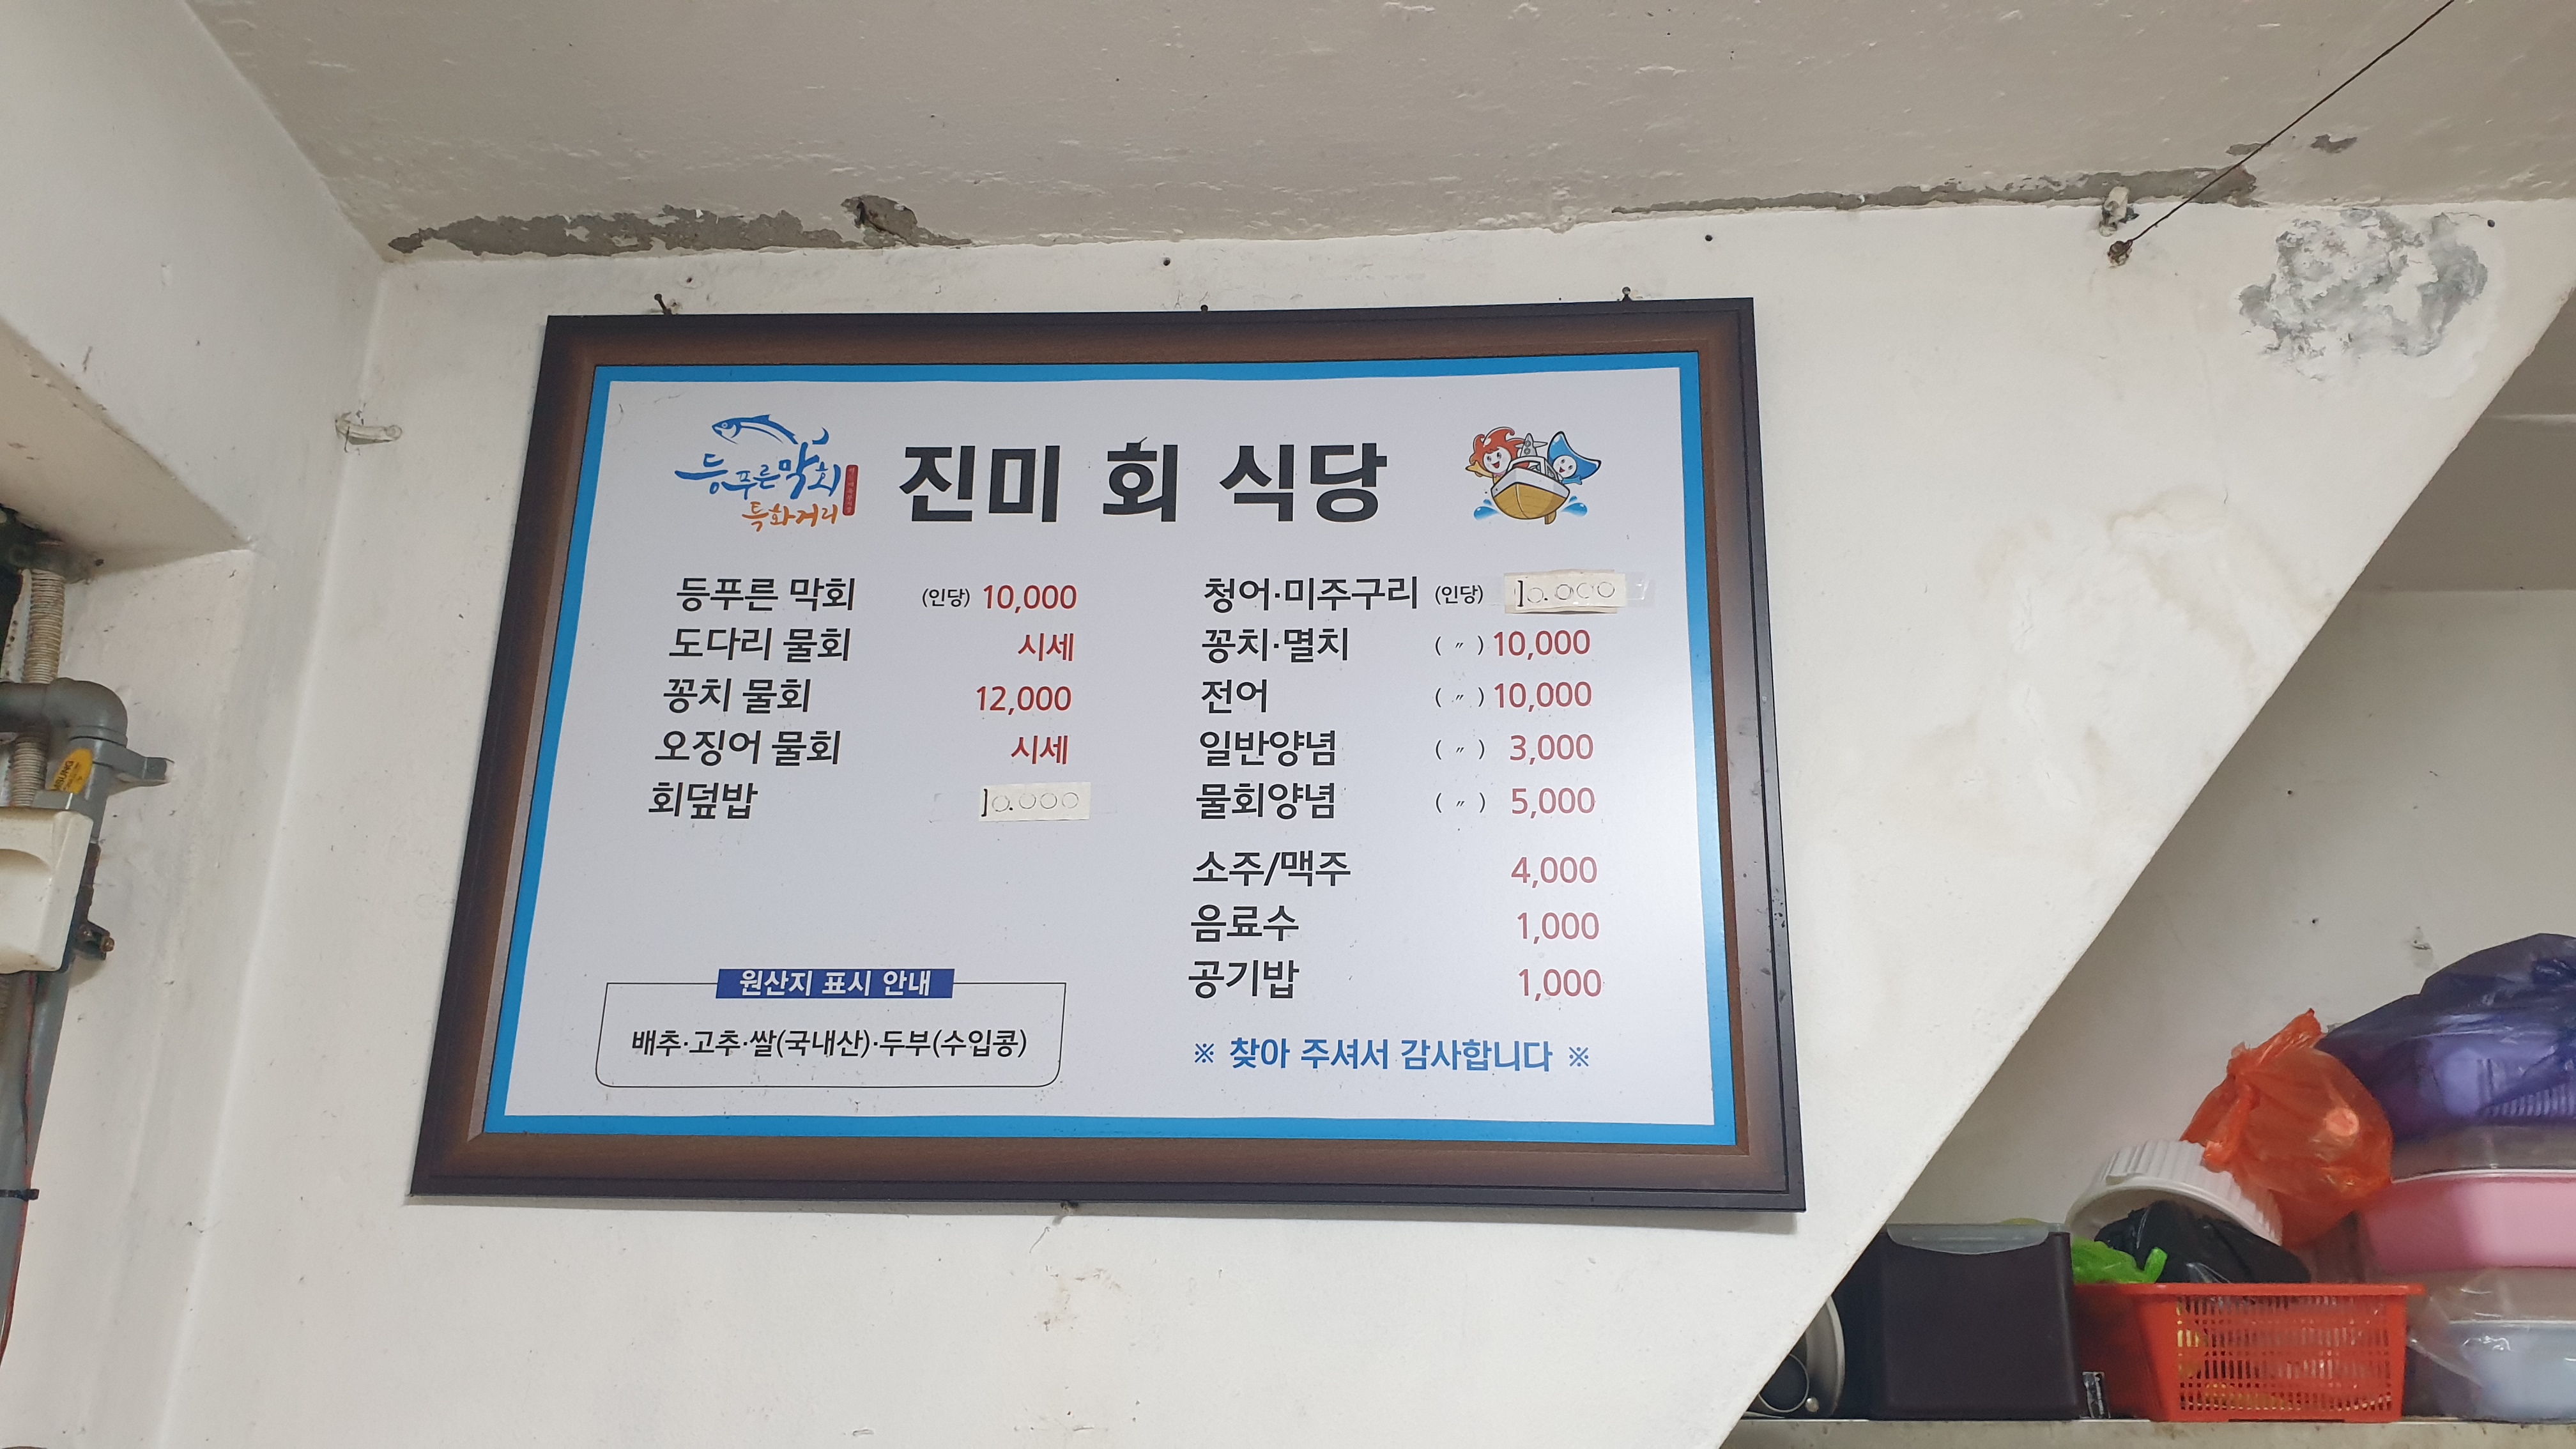 등푸른막회
특화거리
진미 회 식당
등푸른 막회 (인당) 10,000
도다리 물회 시세
꽁치 물회 12,000
오징어 물회 시세
회덮밥 10.000
청어·미주구리 (인당) 10.000
꽁치·멸치 ( 〃 ) 10,000
전어 ( 〃 ) 10,000
일반양념 ( 〃 ) 3,000
물회양념 ( 〃 ) 5,000
소주/맥주 4,000
음료수 1,000
공기밥 1,000
원산지 표시 안내
배추·고추·쌀(국내산)·두부(수입콩)
※ 찾아 주셔서 감사합니다 ※